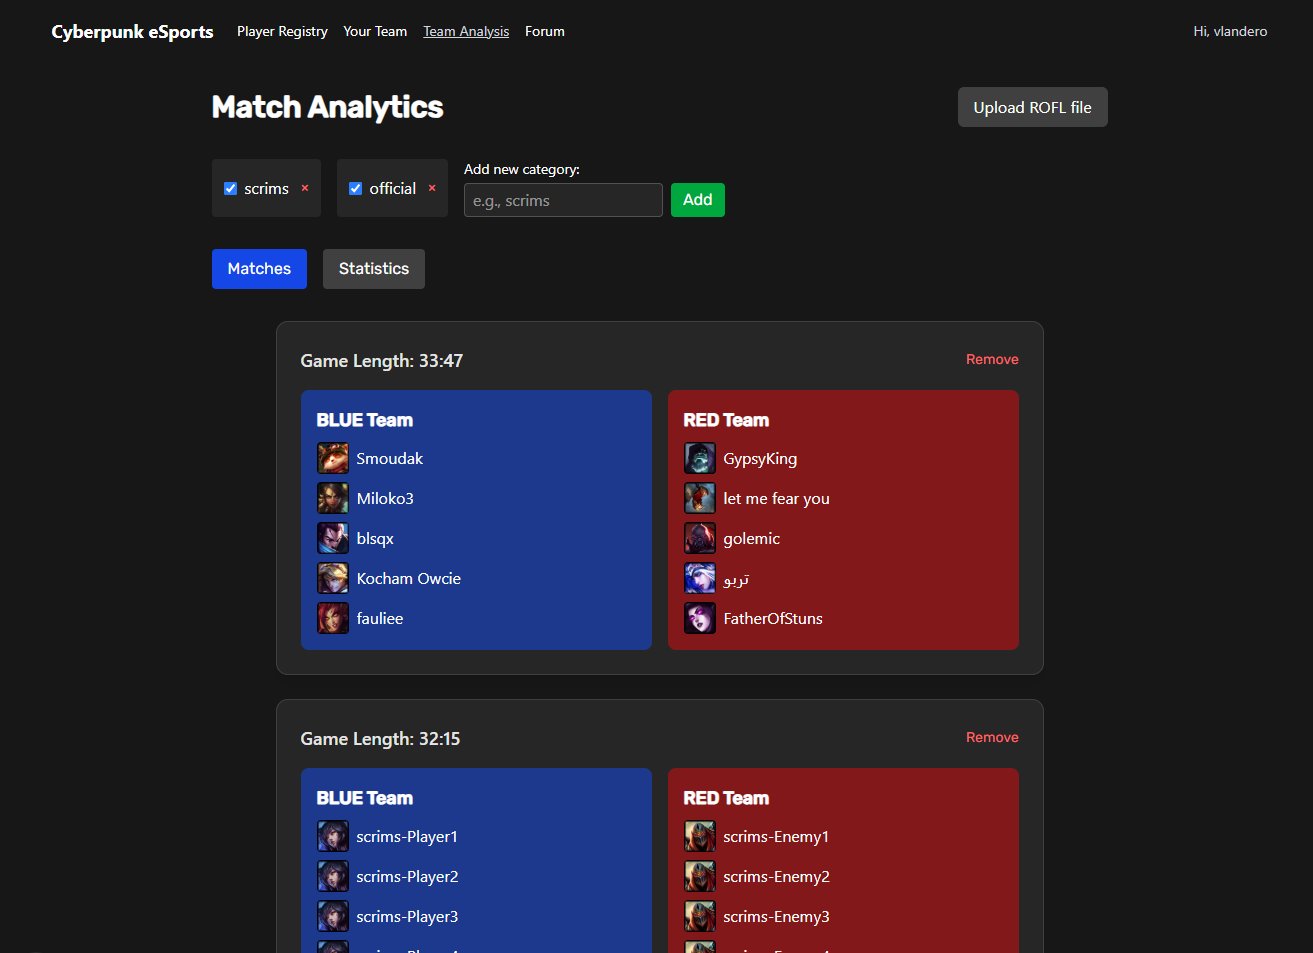 Cyberpunk eSports Player Registry Your Team Team Analysis Forum Hi, vlandero
Match Analytics
Upload ROFL file
scrims ×
official ×
Add new category:
e.g., scrims
Add
Matches Statistics
Game Length: 33:47
Remove
BLUE Team
Smoudak
Miloko3
blsqx
Kocham Owcie
fauliee
RED Team
GypsyKing
let me fear you
golemic
تربو
FatherOfStuns
Game Length: 32:15
Remove
BLUE Team
scrims-Player1
scrims-Player2
scrims-Player3
RED Team
scrims-Enemy1
scrims-Enemy2
scrims-Enemy3